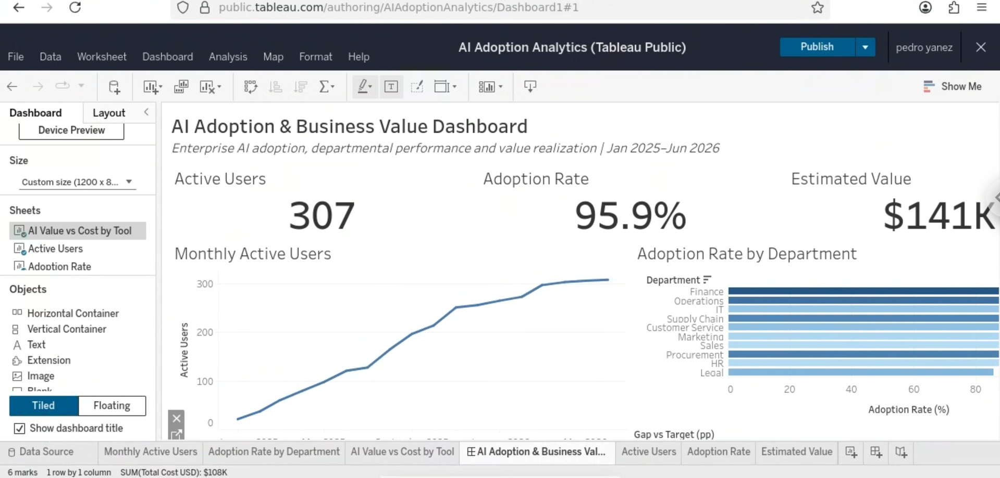 public.tableau.com/authoring/AIAdoptionAnalytics/Dashboard1#1
AI Adoption Analytics (Tableau Public)
Publish
pedro yanez
File Data Worksheet Dashboard Analysis Map Format Help
Show Me
Dashboard
Layout
Device Preview
Size
Custom size (1200 x 8...
Sheets
AI Value vs Cost by Tool
Active Users
Adoption Rate
Objects
Horizontal Container
Vertical Container
Text
Extension
Image
Blank
Tiled
Floating
Show dashboard title
AI Adoption & Business Value Dashboard
Enterprise AI adoption, departmental performance and value realization | Jan 2025–Jun 2026
Active Users
307
Adoption Rate
95.9%
Estimated Value
$141K
Monthly Active Users
Active Users
300
200
100
0
Adoption Rate by Department
Department
Finance
Operations
IT
Supply Chain
Customer Service
Marketing
Sales
Procurement
HR
Legal
0 20 40 60 80
Adoption Rate (%)
Gap vs Target (pp)
Data Source
Monthly Active Users
Adoption Rate by Department
AI Value vs Cost by Tool
AI Adoption & Business Val...
Active Users
Adoption Rate
Estimated Value
6 marks 1 row by 1 column SUM(Total Cost USD): $108K